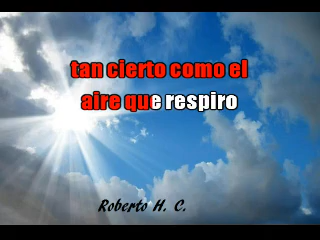 tan cierto como el
aire que respiro
Roberto H. C.